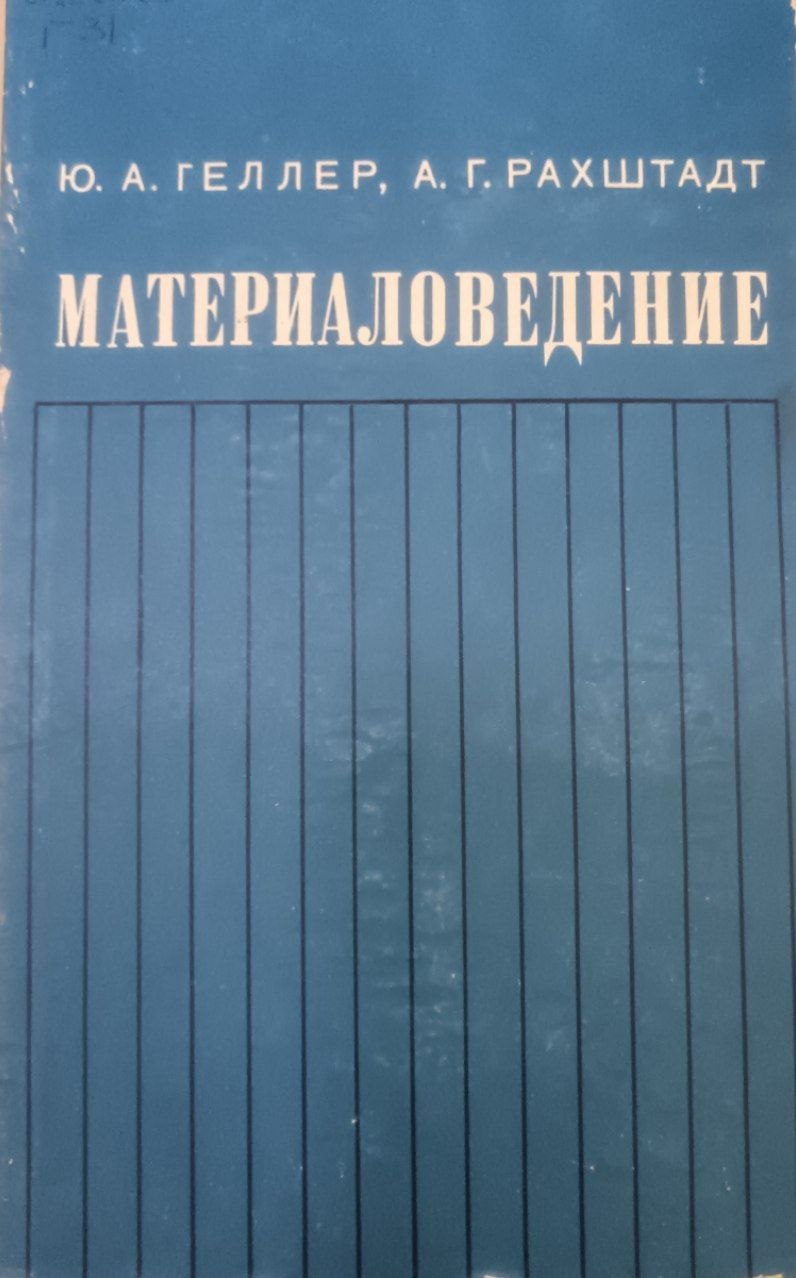 Ю. А. ГЕЛЛЕР, А. Г. РАХШТАДТ
МАТЕРИАЛОВЕДЕНИЕ